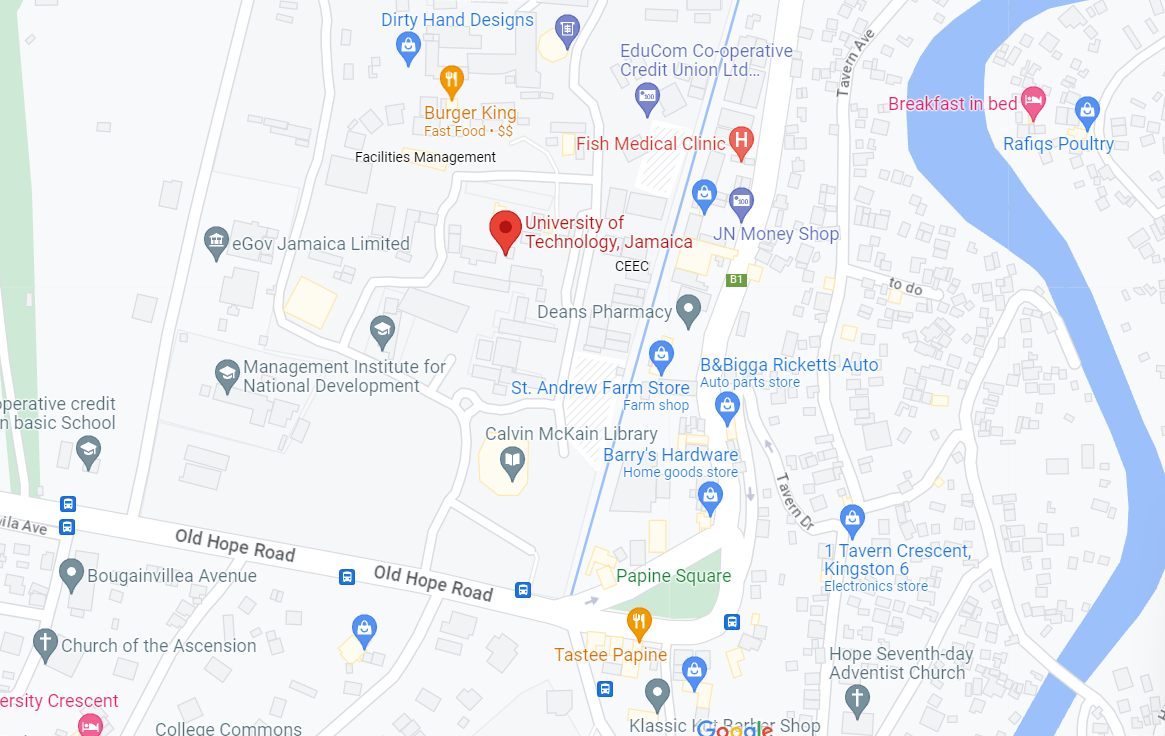 Dirty Hand Designs
EduCom Co-operative
Credit Union Ltd...
Tavern Ave
Burger King
Fast Food • $$
Breakfast in bed
Rafiqs Poultry
Fish Medical Clinic
Facilities Management
JN Money Shop
University of
Technology, Jamaica
eGov Jamaica Limited
CEEC
B1
to do
Deans Pharmacy
Management Institute for
National Development
B&Bigga Ricketts Auto
Auto parts store
St. Andrew Farm Store
Farm shop
operative credit
n basic School
Calvin McKain Library
Barry's Hardware
Home goods store
Tavern Dr
vila Ave
Old Hope Road
Old Hope Road
1 Tavern Crescent,
Kingston 6
Electronics store
Bougainvillea Avenue
Papine Square
Church of the Ascension
Tastee Papine
Hope Seventh-day
Adventist Church
ersity Crescent
College Commons
Klassic Kut Barbar Shop
Google